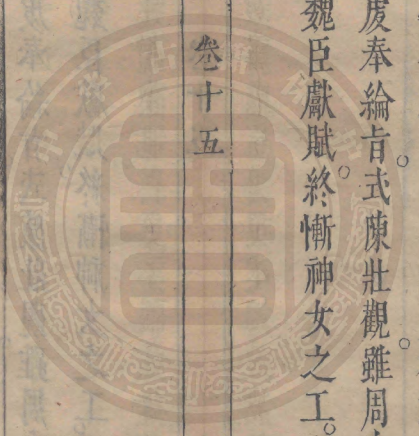 虔奉綸旨式陳壯觀。雖周
魏臣獻賦。終慚神女之工。
卷十五